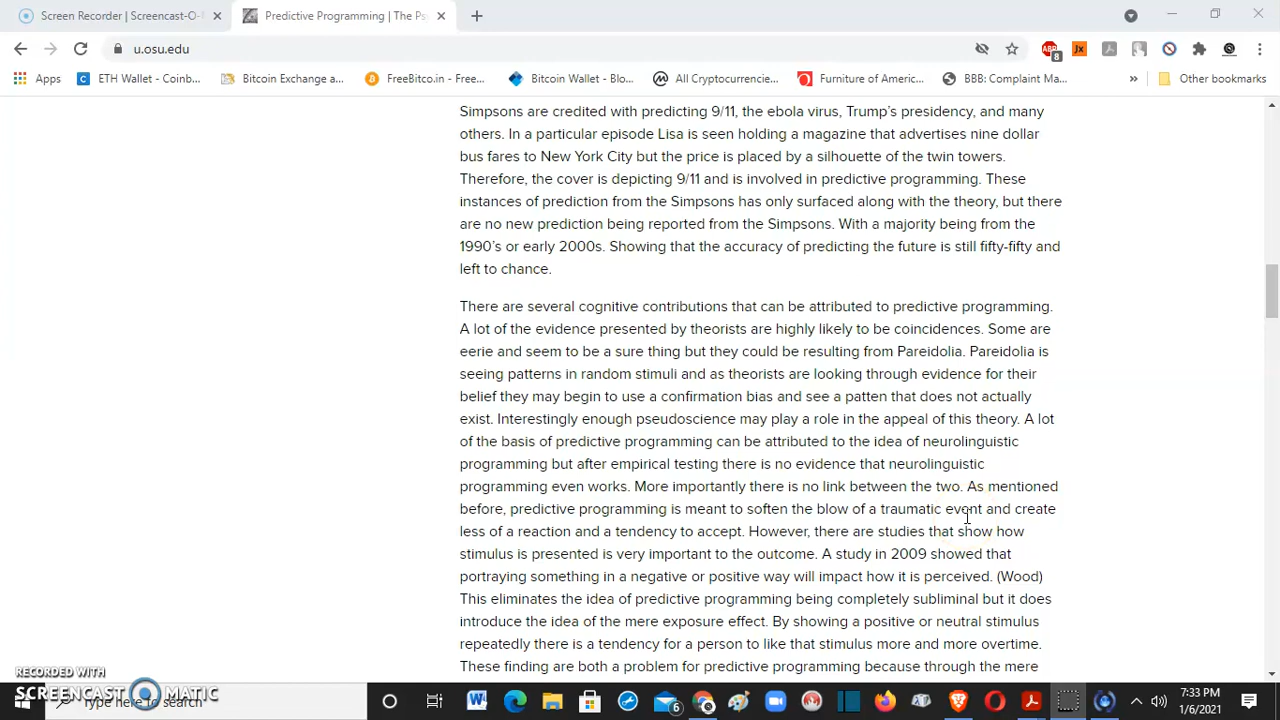 Screen Recorder | Screencast-O-
Predictive Programming | The Psy
u.osu.edu
8
Apps
ETH Wallet - Coinb...
Bitcoin Exchange a...
FreeBitco.in - Free...
Bitcoin Wallet - Blo...
All Cryptocurrencie...
Furniture of Americ...
BBB: Complaint Ma...
Other bookmarks
Simpsons are credited with predicting 9/11, the ebola virus, Trump's presidency, and many
others. In a particular episode Lisa is seen holding a magazine that advertises nine dollar
bus fares to New York City but the price is placed by a silhouette of the twin towers.
Therefore, the cover is depicting 9/11 and is involved in predictive programming. These
instances of prediction from the Simpsons has only surfaced along with the theory, but there
are no new prediction being reported from the Simpsons. With a majority being from the
1990's or early 2000s. Showing that the accuracy of predicting the future is still fifty-fifty and
left to chance.
There are several cognitive contributions that can be attributed to predictive programming.
A lot of the evidence presented by theorists are highly likely to be coincidences. Some are
eerie and seem to be a sure thing but they could be resulting from Pareidolia. Pareidolia is
seeing patterns in random stimuli and as theorists are looking through evidence for their
belief they may begin to use a confirmation bias and see a patten that does not actually
exist. Interestingly enough pseudoscience may play a role in the appeal of this theory. A lot
of the basis of predictive programming can be attributed to the idea of neurolinguistic
programming but after empirical testing there is no evidence that neurolinguistic
programming even works. More importantly there is no link between the two. As mentioned
before, predictive programming is meant to soften the blow of a traumatic event and create
less of a reaction and a tendency to accept. However, there are studies that show how
stimulus is presented is very important to the outcome. A study in 2009 showed that
portraying something in a negative or positive way will impact how it is perceived. (Wood)
This eliminates the idea of predictive programming being completely subliminal but it does
introduce the idea of the mere exposure effect. By showing a positive or neutral stimulus
repeatedly there is a tendency for a person to like that stimulus more and more overtime.
These finding are both a problem for predictive programming because through the mere
RECORDED WITH
SCREENCAST MATIC
Type here to search
6
7:33 PM
1/6/2021